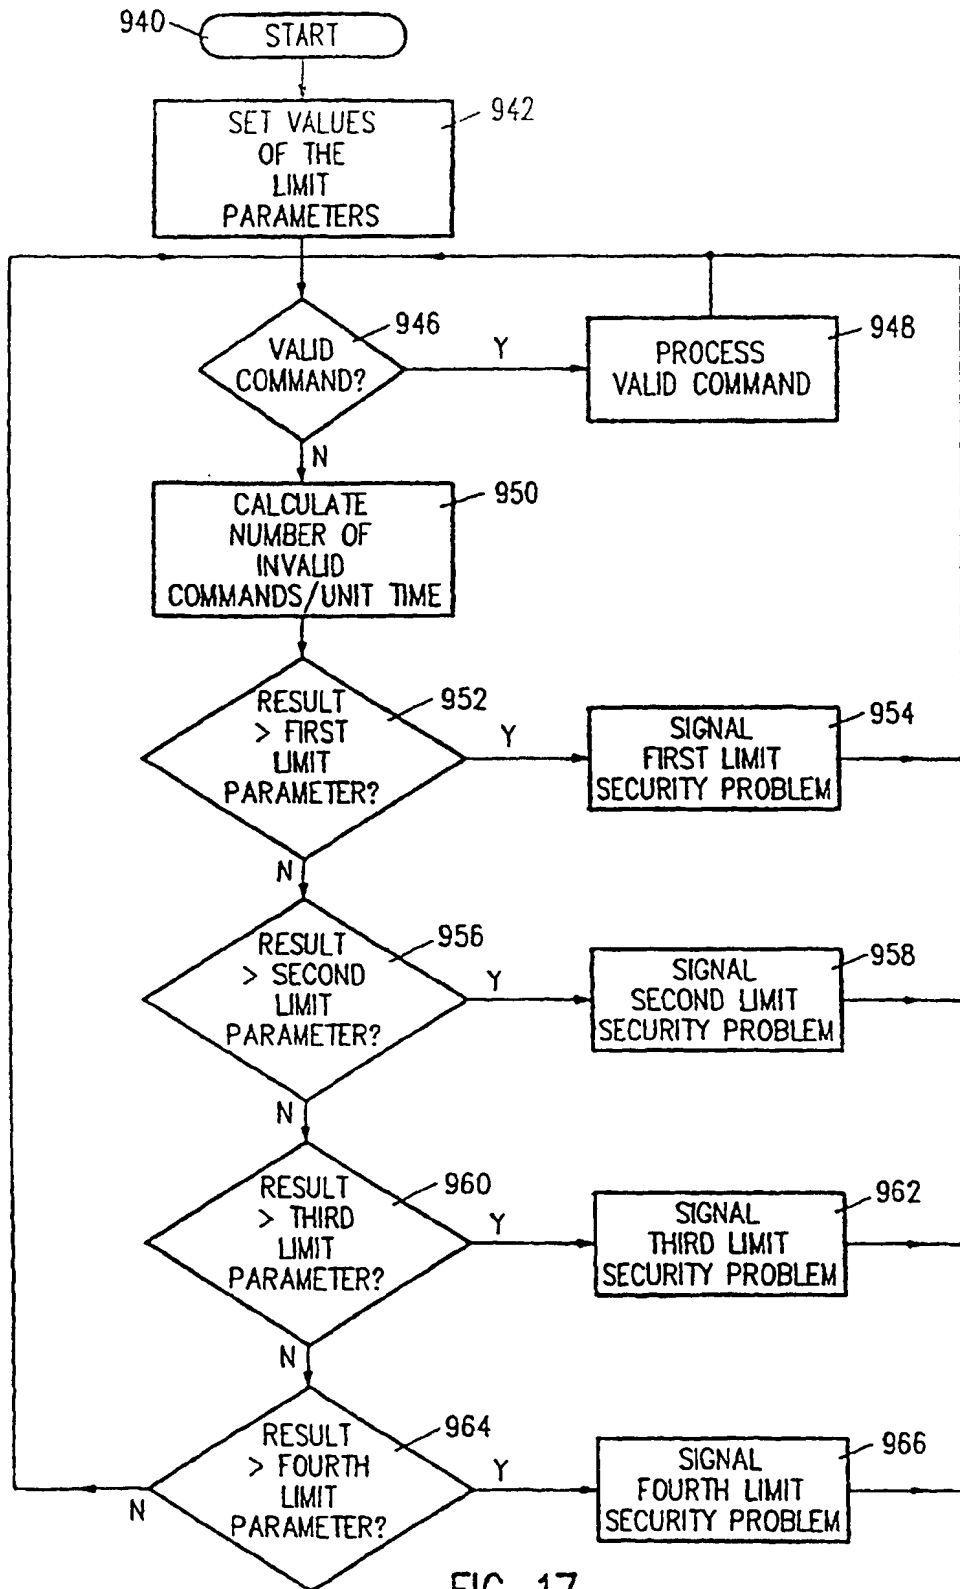 940
START
942
SET VALUES
OF THE
LIMIT
PARAMETERS
946
VALID
COMMAND?
Y
948
PROCESS
VALID COMMAND
N
950
CALCULATE
NUMBER OF
INVALID
COMMANDS/UNIT TIME
952
RESULT
> FIRST
LIMIT
PARAMETER?
Y
954
SIGNAL
FIRST LIMIT
SECURITY PROBLEM
N
956
RESULT
> SECOND
LIMIT
PARAMETER?
Y
958
SIGNAL
SECOND LIMIT
SECURITY PROBLEM
N
960
RESULT
> THIRD
LIMIT
PARAMETER?
Y
962
SIGNAL
THIRD LIMIT
SECURITY PROBLEM
N
964
RESULT
> FOURTH
LIMIT
PARAMETER?
Y
966
SIGNAL
FOURTH LIMIT
SECURITY PROBLEM
N
FIG. 17